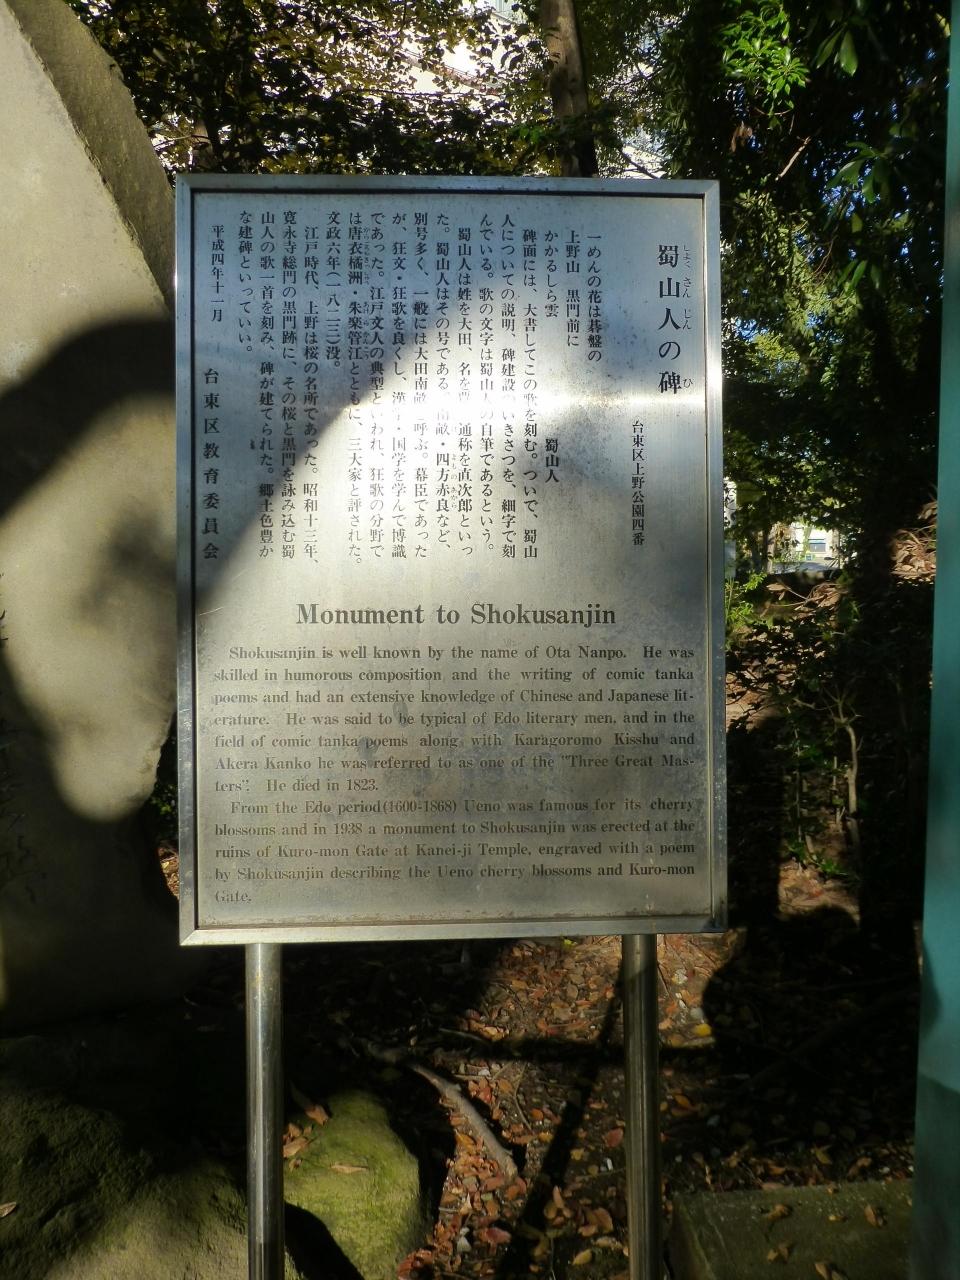 蜀山人の碑
しょく さん じん ひ
台東区上野公園四番
一めんの花は碁盤の
上野山 黒門前に
かかるしら雲
蜀山人
碑面には、大書してこの歌を刻む。ついで、蜀山
人についての説明、碑建設のいきさつを、細字で刻
んでいる。歌の文字は蜀山人の自筆であるという。
蜀山人は姓を大田、名を覃、通称を直次郎といっ
た。蜀山人はその号である。南畝・四方赤良など、
別号多く、一般には大田南畝と呼ぶ。幕臣であった
が、狂文・狂歌を良くし、漢学・国学を学んで博識
であった。江戸文人の典型といわれ、狂歌の分野で
は唐衣橘洲・朱楽管江とともに、三大家と評された。
文政六年(一八二三)没。
江戸時代、上野は桜の名所であった。昭和十三年、
寛永寺総門の黒門跡に、その桜と黒門を詠み込む蜀
山人の歌一首を刻み、碑が建てられた。郷土色豊か
な建碑といっていい。
平成四年十一月
台東区教育委員会
Monument to Shokusanjin
Shokusanjin is well known by the name of Ota Nanpo. He was
skilled in humorous composition and the writing of comic tanka
poems and had an extensive knowledge of Chinese and Japanese lit-
erature. He was said to be typical of Edo literary men, and in the
field of comic tanka poems along with Karagoromo Kisshu and
Akera Kanko he was referred to as one of the "Three Great Mas-
ters". He died in 1823.
From the Edo period(1600-1868) Ueno was famous for its cherry
blossoms and in 1938 a monument to Shokusanjin was erected at the
ruins of Kuro-mon Gate at Kanei-ji Temple, engraved with a poem
by Shokusanjin describing the Ueno cherry blossoms and Kuro-mon
Gate.